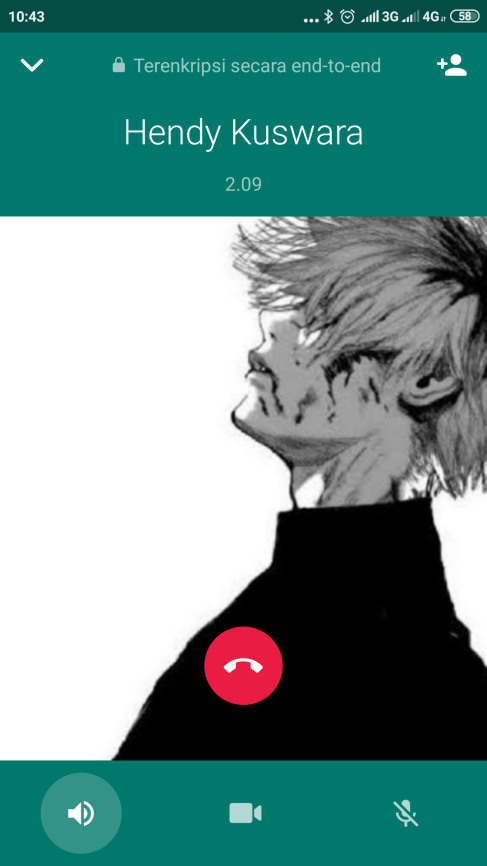 10:43 ... 3G 4G 58
Terenkripsi secara end-to-end
Hendy Kuswara
2.09